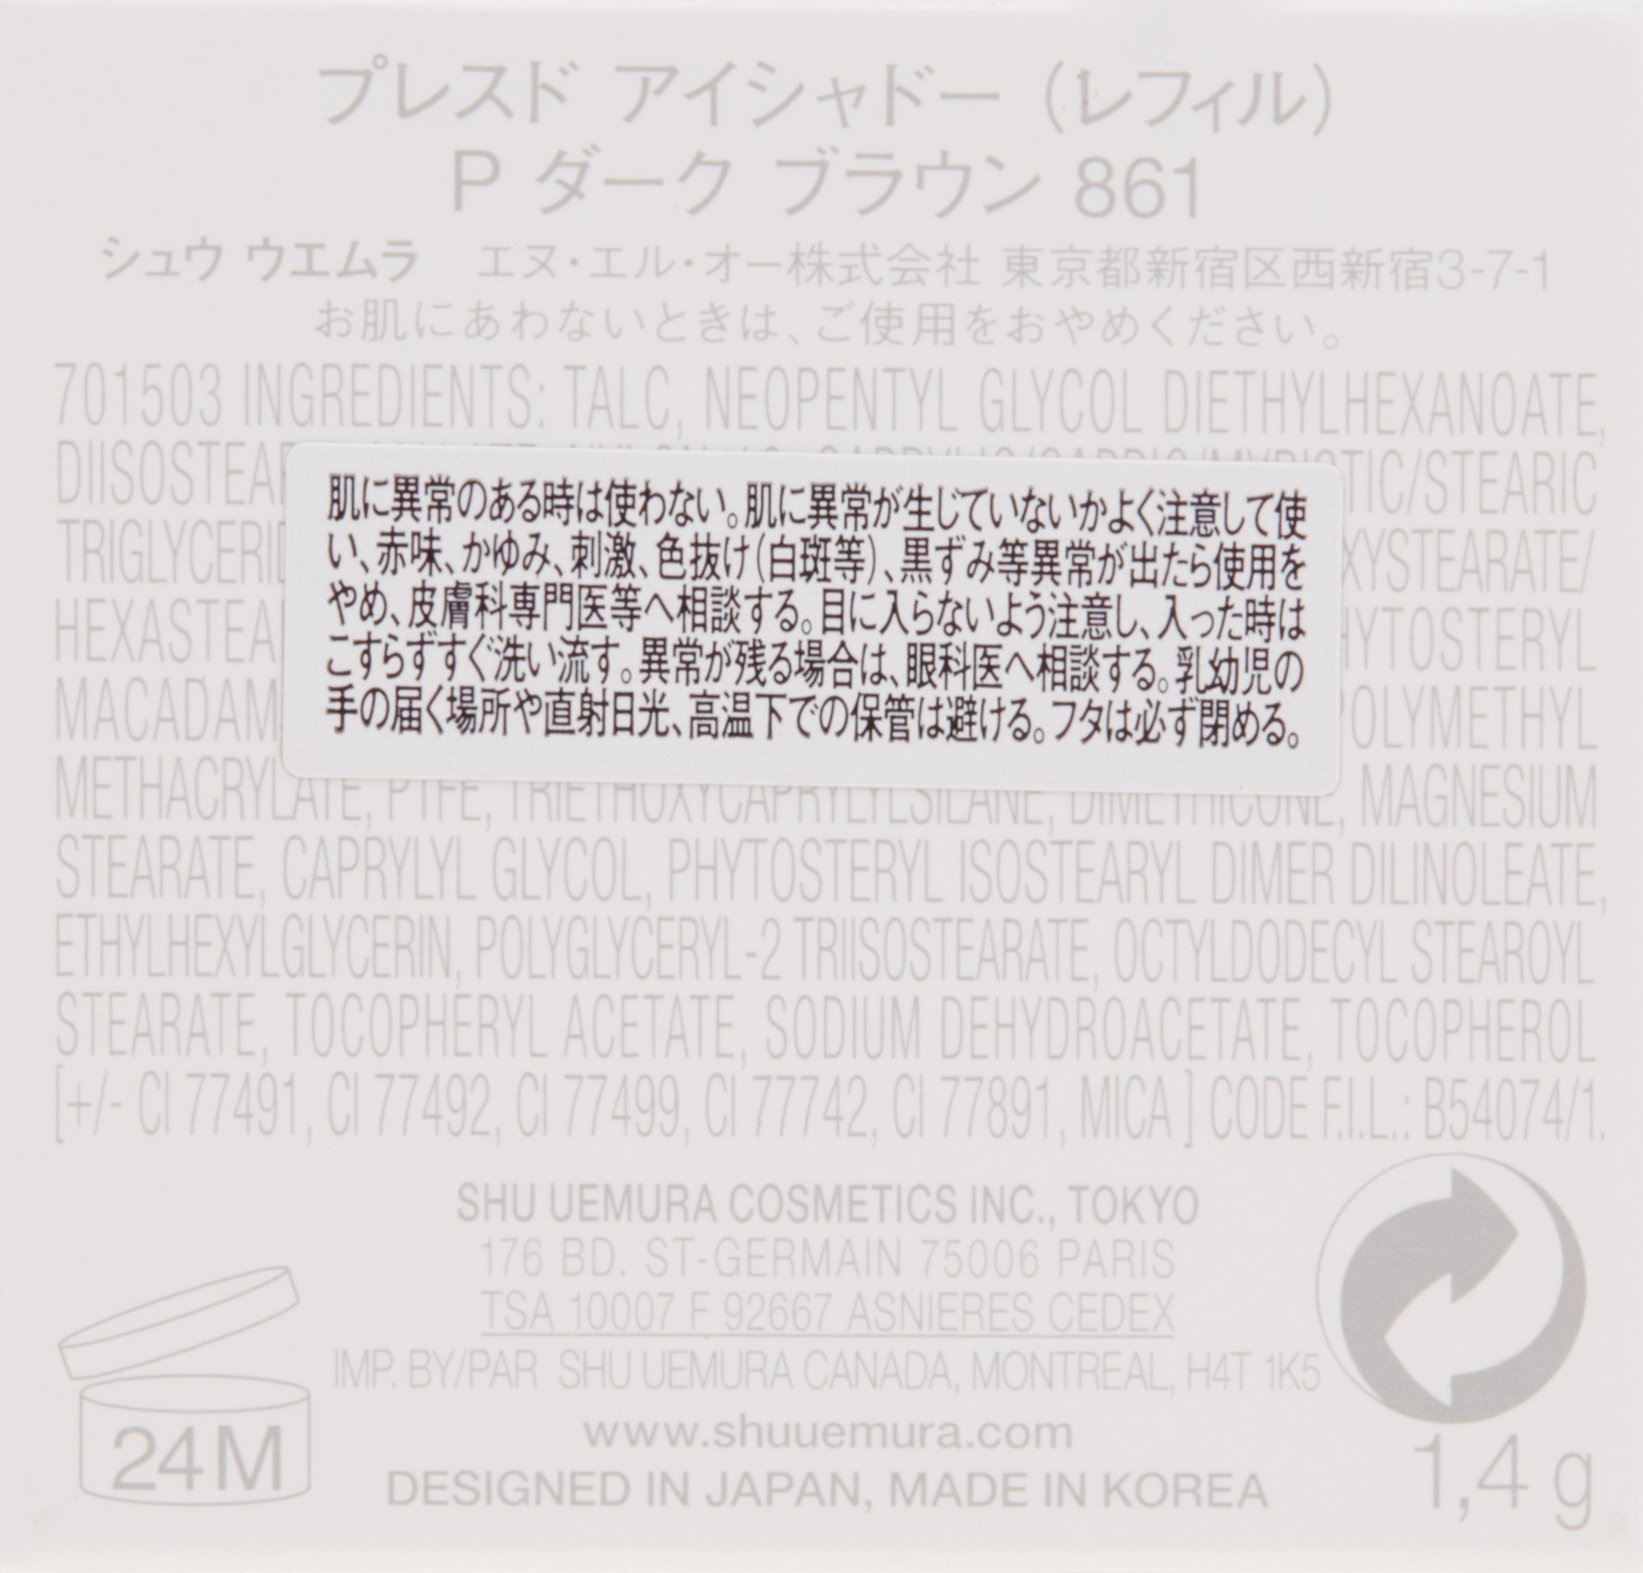 プレスド アイシャドー (レフィル)
P ダーク ブラウン 861
シュウ ウエムラ エヌ・エル・オー株式会社 東京都新宿区西新宿3-7-1
お肌にあわないときは、ご使用をおやめください。
701503 INGREDIENTS: TALC, NEOPENTYL GLYCOL DIETHYLHEXANOATE,
DIISOSTEAR TIC/STEARIC
TRIGLYCERID XYSTEARATE/
HEXASTEA HYTOSTERYL
MACADAM POLYMETHYL
METHACRYLATE, PTFE, TRIETHOXYCAPRYLYLSILANE, DIMETHICONE, MAGNESIUM
STEARATE, CAPRYLYL GLYCOL, PHYTOSTERYL ISOSTEARYL DIMER DILINOLEATE,
ETHYLHEXYLGLYCERIN, POLYGLYCERYL-2 TRIISOSTEARATE, OCTYLDODECYL STEAROYL
STEARATE, TOCOPHERYL ACETATE, SODIUM DEHYDROACETATE, TOCOPHEROL
[+/- CI 77491, CI 77492, CI 77499, CI 77742, CI 77891, MICA ] CODE F.I.L.: B54074/1.
肌に異常のある時は使わない。肌に異常が生じていないかよく注意して使
い、赤味、かゆみ、刺激、色抜け(白斑等)、黒ずみ等異常が出たら使用を
やめ、皮膚科専門医等へ相談する。目に入らないよう注意し、入った時は
こすらずすぐ洗い流す。異常が残る場合は、眼科医へ相談する。乳幼児の
手の届く場所や直射日光、高温下での保管は避ける。フタは必ず閉める。
SHU UEMURA COSMETICS INC., TOKYO
176 BD. ST-GERMAIN 75006 PARIS
TSA 10007 F 92667 ASNIERES CEDEX
IMP. BY/PAR SHU UEMURA CANADA, MONTREAL, H4T 1K5
www.shuuemura.com
DESIGNED IN JAPAN, MADE IN KOREA
24M
1,4 g